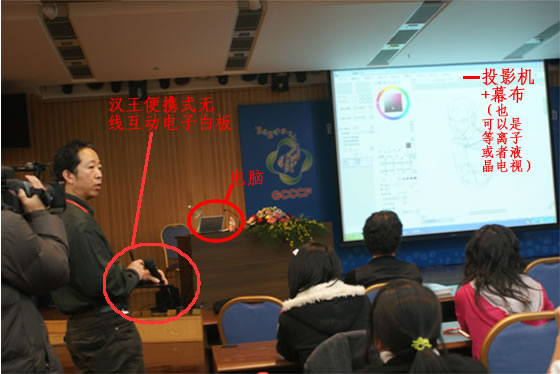 汉王便携式无
线互动电子白板
电脑
GCCCF
投影机
+幕布
（也
可以是
等离子
或者液
晶电视）